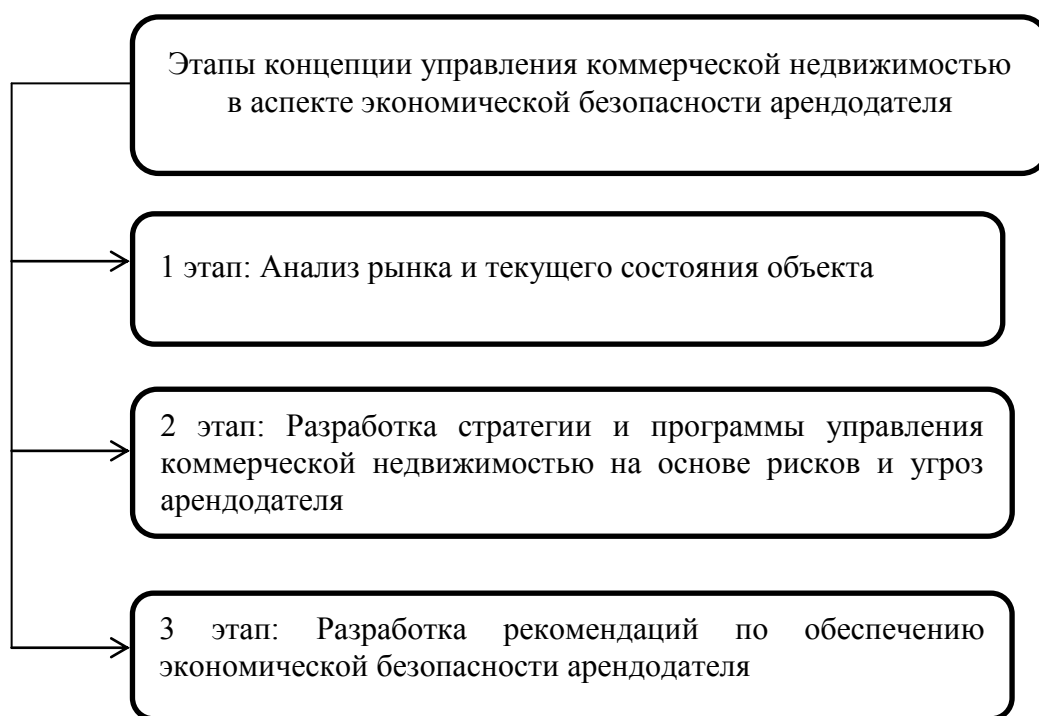 Этапы концепции управления коммерческой недвижимостью
в аспекте экономической безопасности арендодателя
1 этап: Анализ рынка и текущего состояния объекта
2 этап: Разработка стратегии и программы управления
коммерческой недвижимостью на основе рисков и угроз
арендодателя
3 этап: Разработка рекомендаций по обеспечению
экономической безопасности арендодателя